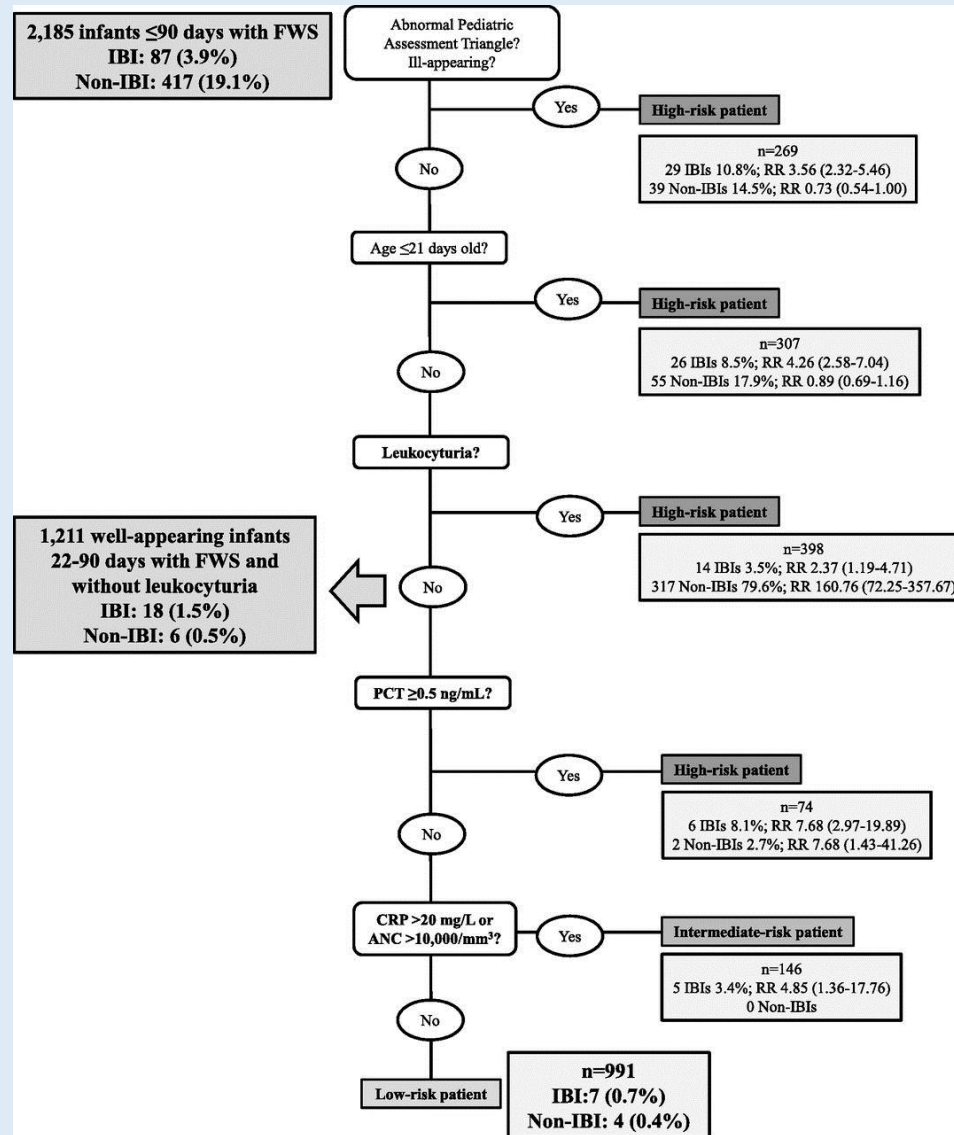 2,185 infants ≤90 days with FWS
IBI: 87 (3.9%)
Non-IBI: 417 (19.1%)
Abnormal Pediatric
Assessment Triangle?
Ill-appearing?
Yes
High-risk patient
n=269
29 IBIs 10.8%; RR 3.56 (2.32-5.46)
39 Non-IBIs 14.5%; RR 0.73 (0.54-1.00)
No
Age ≤21 days old?
Yes
High-risk patient
n=307
26 IBIs 8.5%; RR 4.26 (2.58-7.04)
55 Non-IBIs 17.9%; RR 0.89 (0.69-1.16)
No
Leukocyturia?
Yes
High-risk patient
n=398
14 IBIs 3.5%; RR 2.37 (1.19-4.71)
317 Non-IBIs 79.6%; RR 160.76 (72.25-357.67)
No
1,211 well-appearing infants
22-90 days with FWS and
without leukocyturia
IBI: 18 (1.5%)
Non-IBI: 6 (0.5%)
PCT ≥0.5 ng/mL?
Yes
High-risk patient
n=74
6 IBIs 8.1%; RR 7.68 (2.97-19.89)
2 Non-IBIs 2.7%; RR 7.68 (1.43-41.26)
No
CRP >20 mg/L or
ANC >10,000/mm³?
Yes
Intermediate-risk patient
n=146
5 IBIs 3.4%; RR 4.85 (1.36-17.76)
0 Non-IBIs
No
Low-risk patient
n=991
IBI:7 (0.7%)
Non-IBI: 4 (0.4%)